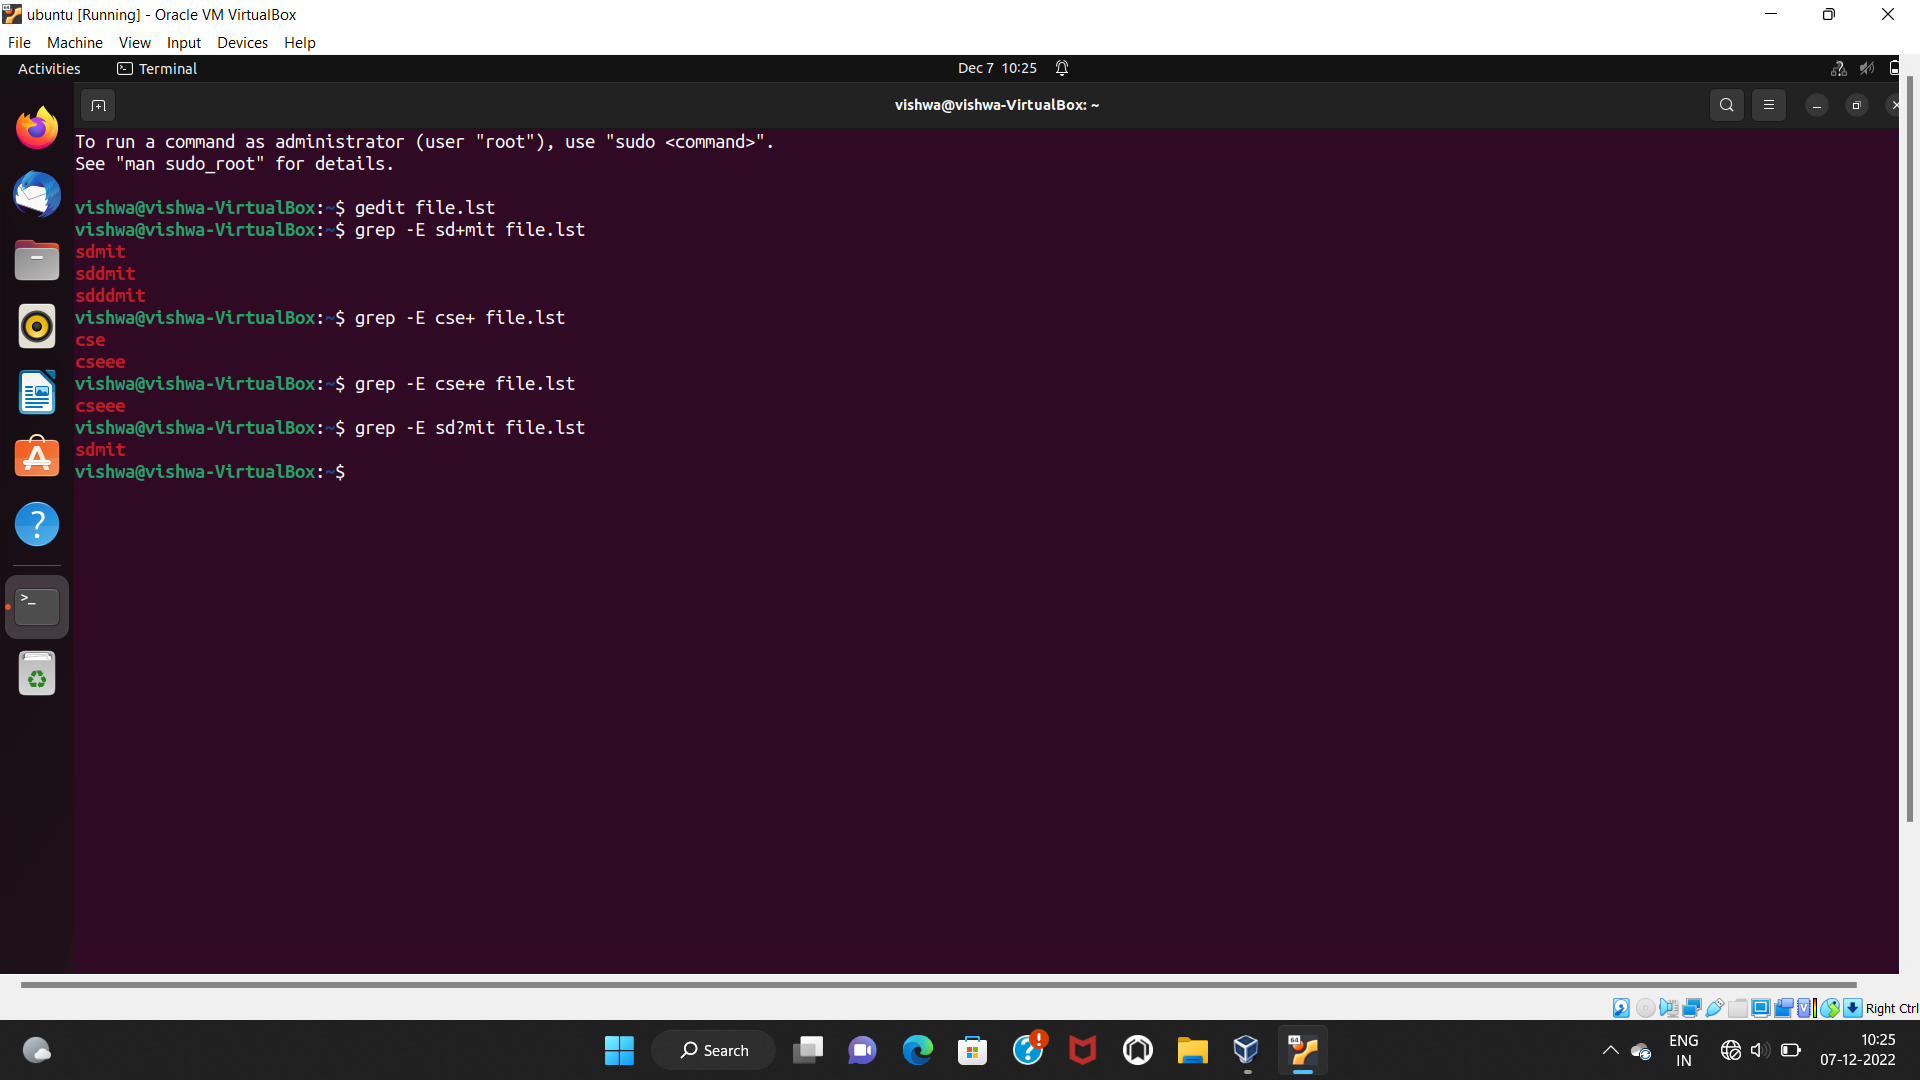 ubuntu [Running] - Oracle VM VirtualBox
File Machine View Input Devices Help
Activities Terminal Dec 7 10:25
vishwa@vishwa-VirtualBox: ~
To run a command as administrator (user "root"), use "sudo <command>".
See "man sudo_root" for details.
vishwa@vishwa-VirtualBox:~$ gedit file.lst
vishwa@vishwa-VirtualBox:~$ grep -E sd+mit file.lst
sdmit
sddmit
sdddmit
vishwa@vishwa-VirtualBox:~$ grep -E cse+ file.lst
cse
cseee
vishwa@vishwa-VirtualBox:~$ grep -E cse+e file.lst
cseee
vishwa@vishwa-VirtualBox:~$ grep -E sd?mit file.lst
sdmit
vishwa@vishwa-VirtualBox:~$
Right Ctrl
Search
ENG
IN
10:25
07-12-2022